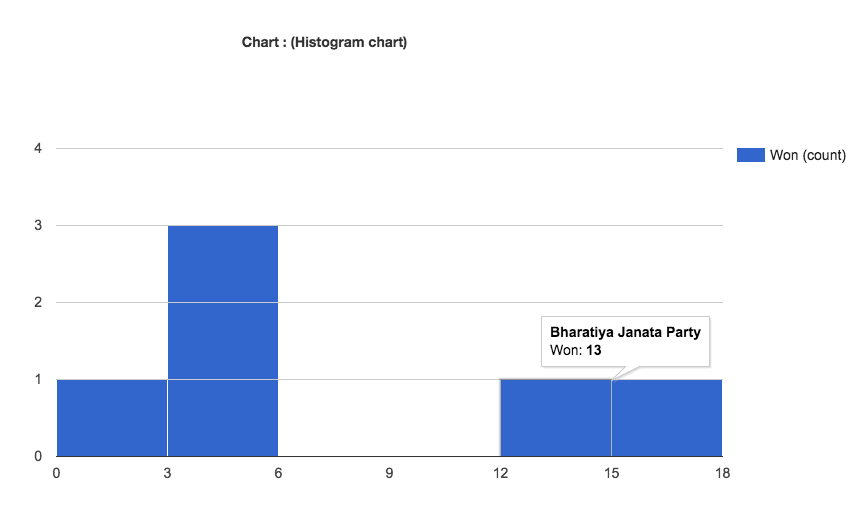 Chart : (Histogram chart)
4
Won (count)
3
2
Bharatiya Janata Party
Won: 13
1
0
0 3 6 9 12 15 18